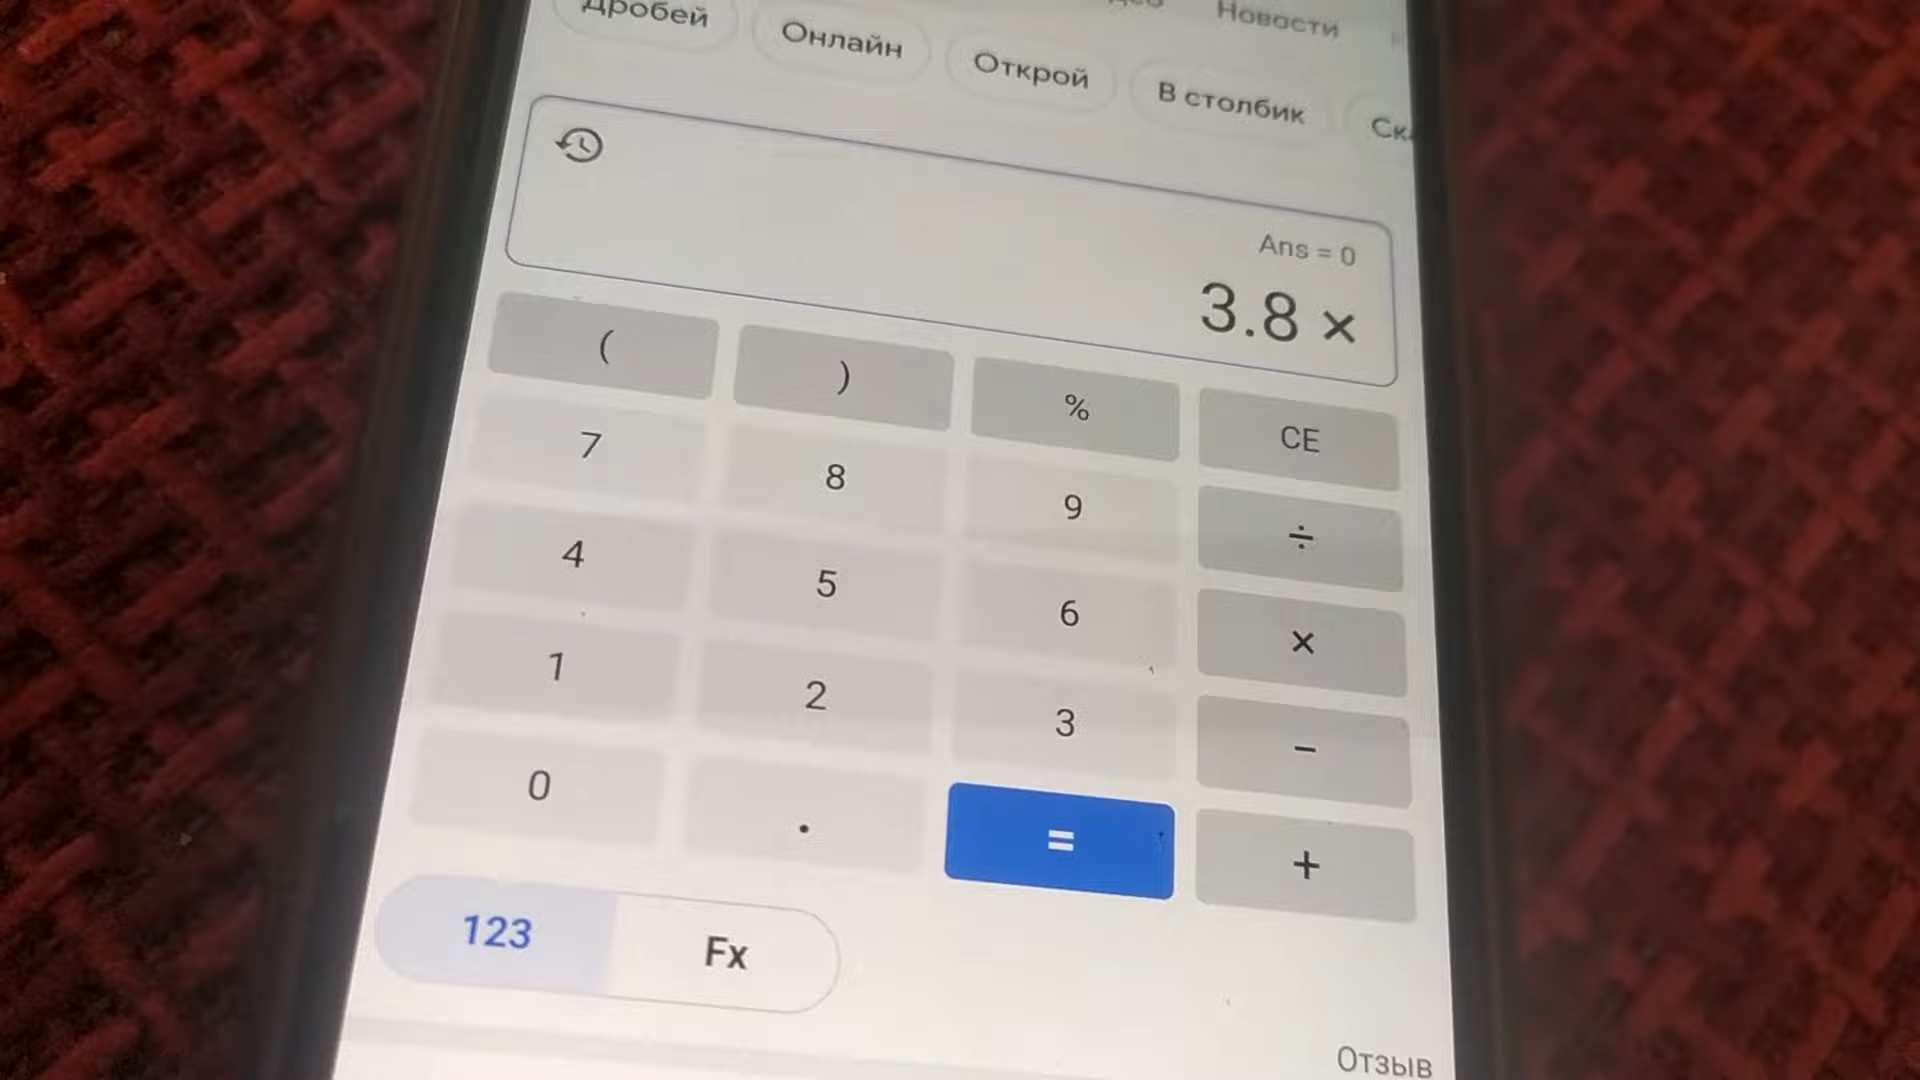 Новости
Дробей Онлайн Открой В столбик
Ans = 0
3.8 ×
( ) % CE
7 8 9 ÷
4 5 6 ×
1 2 3 −
0 . = +
123 Fx
Отзыв